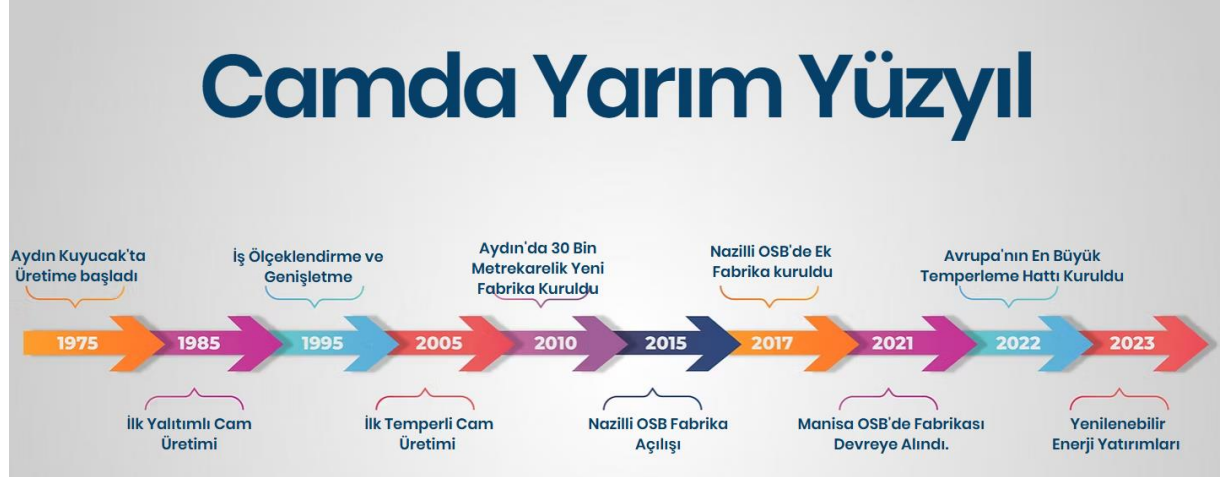 Camda Yarım Yüzyıl
Aydın Kuyucak'ta
Üretime başladı
İş Ölçeklendirme ve
Genişletme
Aydın'da 30 Bin
Metrekarelik Yeni
Fabrika Kuruldu
Nazilli OSB'de Ek
Fabrika kuruldu
Avrupa'nın En Büyük
Temperleme Hattı Kuruldu
1975
1985
1995
2005
2010
2015
2017
2021
2022
2023
İlk Yalıtımlı Cam
Üretimi
İlk Temperli Cam
Üretimi
Nazilli OSB Fabrika
Açılışı
Manisa OSB'de Fabrikası
Devreye Alındı.
Yenilenebilir
Enerji Yatırımları